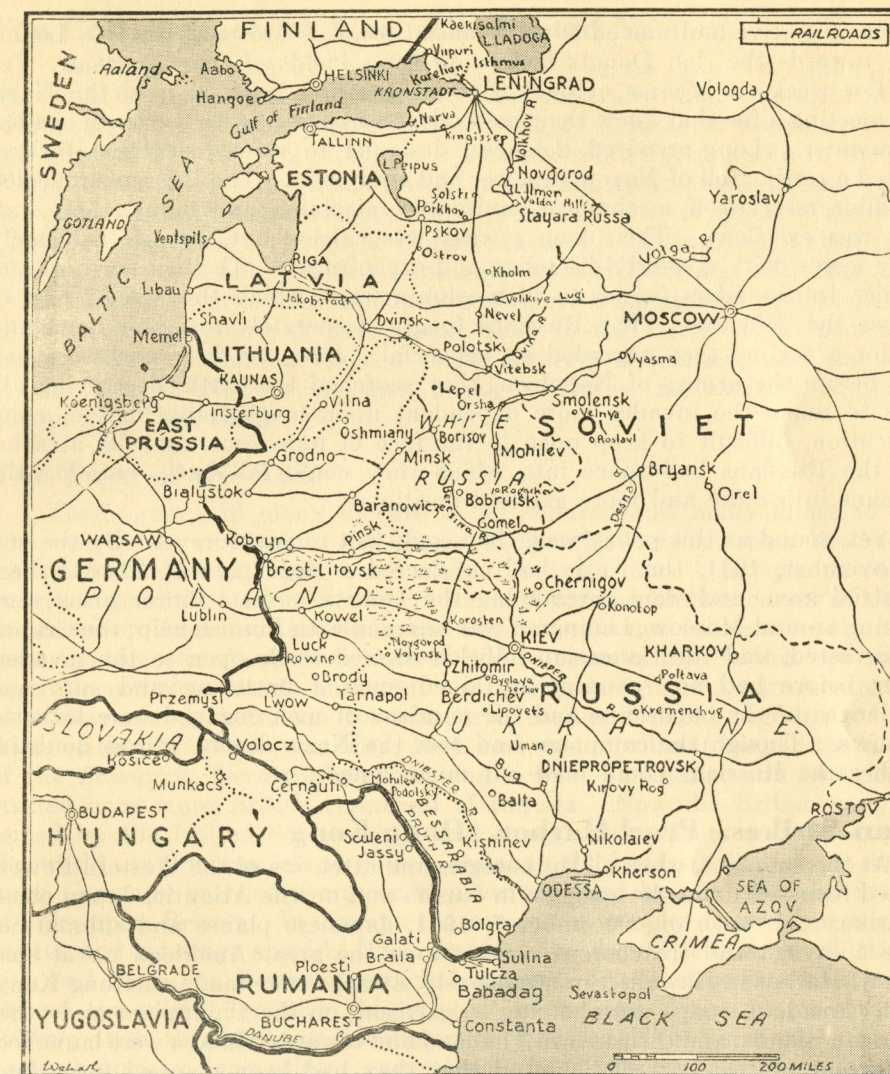 FINLAND
Kaekisalmi
L. LADOGA
RAILROADS
SWEDEN
Aaland
Aabo
Viipuri
Karelian Isthmus
HELSINKI
LENINGRAD
Hangoe
KRONSTADT
Vologda
Gulf of Finland
Narva
Kingissep
Volkhov R.
TALLINN
BALTIC SEA
L. Peipus
ESTONIA
Novgorod
L. Ilmen
Valdai Hills
Solsti
Porkhov
Stayara Russa
Yaroslav
GOTLAND
Ventspils
PSKOV
Ostrov
Volga R.
RIGA
Kholm
LATVIA
Libau
Jakobstadt
Velikiye Lugi
Nevel
MOSCOW
Memel
Shavli
Dvinsk
Dvina R.
LITHUANIA
Polotsk
Vitebsk
Vyasma
KAUNAS
Lepel
Koenigsberg
Insterburg
Vilna
Orsha
Smolensk
Velnya
EAST PRUSSIA
Oshmiany
WHITE RUSSIA
Borisov
Roslavl
SOVIET RUSSIA
Grodno
Minsk
Mohilev
Bryansk
Bialystok
Bobruisk
Orel
Baranowicze
Desna
Gomel
WARSAW
Kobryn
Pinsk
GERMANY
Brest-Litovsk
Chernigov
POLAND
Lublin
Kowel
Korosten
Konotop
Luck
Rowno
Novgorod Volinsk
KIEV
KHARKOV
DNIEPER R.
Zhitomir
Brody
Byelaya Tserkov
Poltava
Przemysl
Tarnapol
Berdichev
Lwow
Lipovets
Kremenchug
UKRAINE
SLOVAKIA
Volocz
Uman
Kosice
DNIESTER R.
Bug R.
DNIEPROPETROVSK
Munkacs
Cernauti
Mohilev Podolsk
Kirovy Rog
Balta
BUDAPEST
BESSARABIA
ROSTOV
HUNGARY
PRUTH R.
Sculeni
Kishinev
Nikolaiev
Jassy
Kherson
ODESSA
SEA OF AZOV
Bolgrad
CRIMEA
Galati
Braila
Sulina
BELGRADE
Ploesti
Tulcza
RUMANIA
Babadag
Sevastopol
YUGOSLAVIA
BUCHAREST
DANUBE R.
Constanta
BLACK SEA
0 100 200 MILES